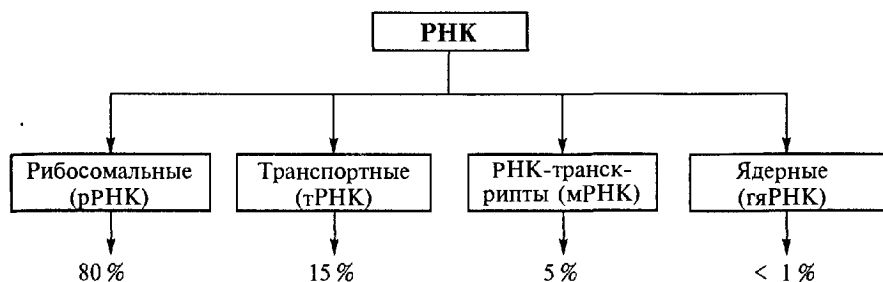 РНК
Рибосомальные
(рРНК)
Транспортные
(тРНК)
РНК-транск-
рипты (мРНК)
Ядерные
(гяРНК)
80 %
15 %
5 %
< 1 %